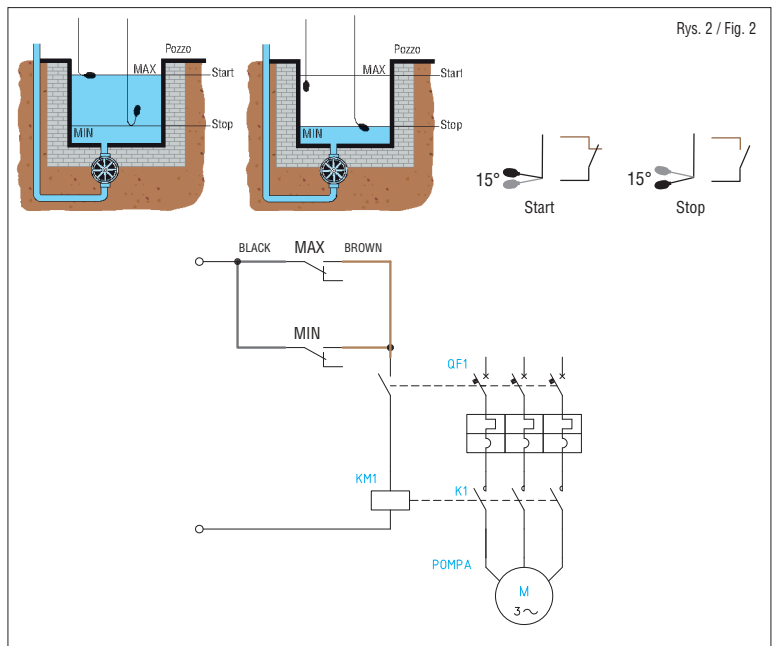 Rys. 2 / Fig. 2
Pozzo
MAX
Start
MIN
Stop
Pozzo
MAX
Start
MIN
Stop
15°
Start
15°
Stop
BLACK MAX BROWN
MIN
QF1
KM1
K1
POMPA
M
3~